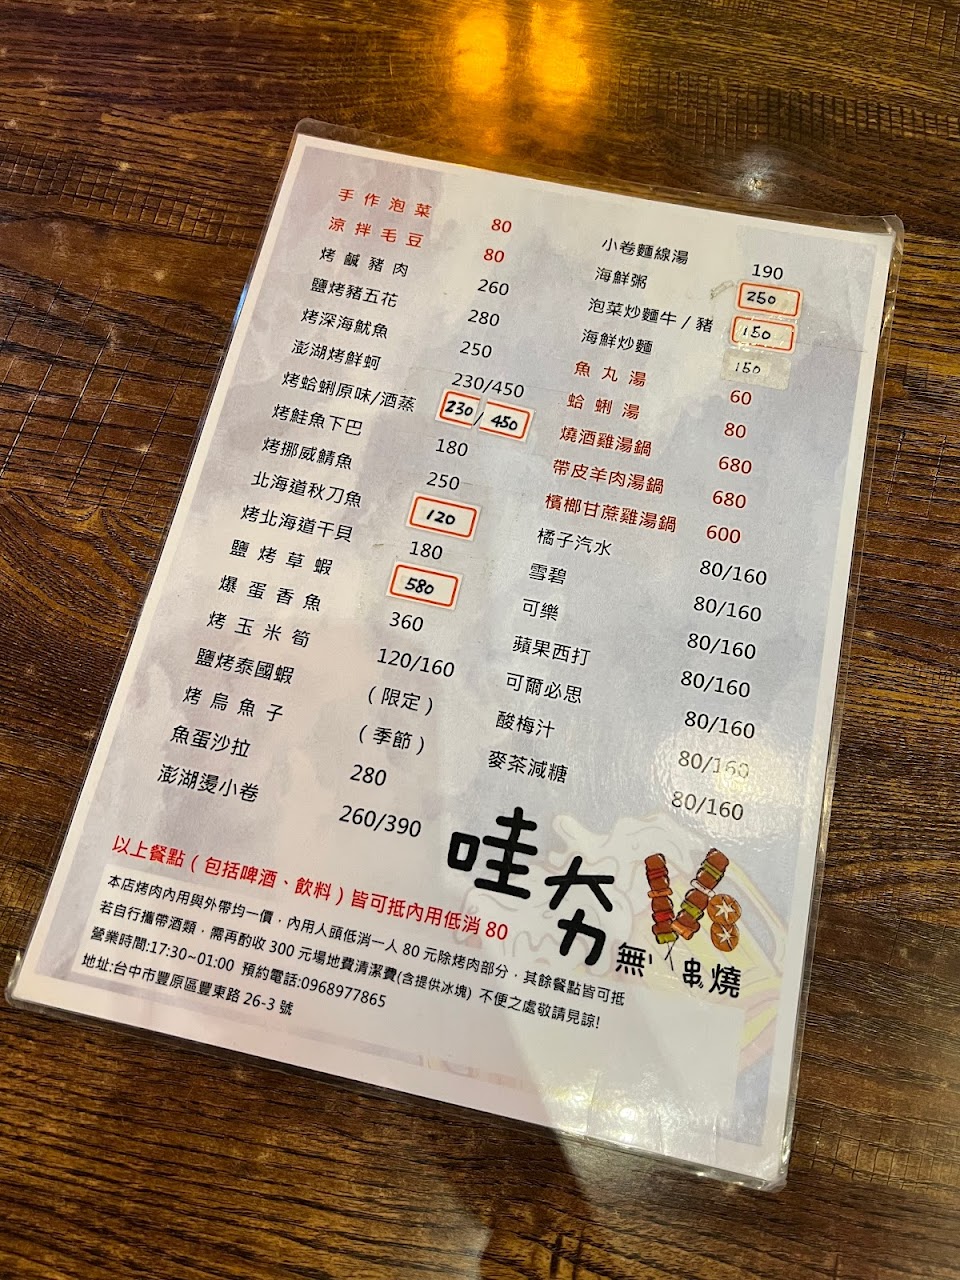 手作泡菜 80
涼拌毛豆 80
烤鹹豬肉 260
鹽烤豬五花 280
烤深海魷魚 250
澎湖烤鮮蚵 230/450
烤蛤蜊原味/酒蒸 230/450
烤鮭魚下巴 180
烤挪威鯖魚 250
北海道秋刀魚 120
烤北海道干貝 180
鹽烤草蝦 580
爆蛋香魚 360
烤玉米筍 120/160
鹽烤泰國蝦 (限定)
烤烏魚子 (季節)
魚蛋沙拉 280
澎湖燙小卷 260/390
小卷麵線湯 190
海鮮粥 250
泡菜炒麵牛/豬 150
海鮮炒麵 150
魚丸湯 60
蛤蜊湯 80
燒酒雞湯鍋 680
帶皮羊肉湯鍋 680
檳榔甘蔗雞湯鍋 600
橘子汽水 80/160
雪碧 80/160
可樂 80/160
蘋果西打 80/160
可爾必思 80/160
酸梅汁 80/160
麥茶減糖 80/160
哇夯
無火串燒
以上餐點(包括啤酒、飲料)皆可抵內用低消 80
本店烤肉內用與外帶均一價，內用人頭低消一人 80 元除烤肉部分，其餘餐點皆可抵
若自行攜帶酒類，需再酌收 300 元場地費清潔費(含提供冰塊) 不便之處敬請見諒!
營業時間:17:30~01:00 預約電話:0968977865
地址:台中市豐原區豐東路 26-3 號